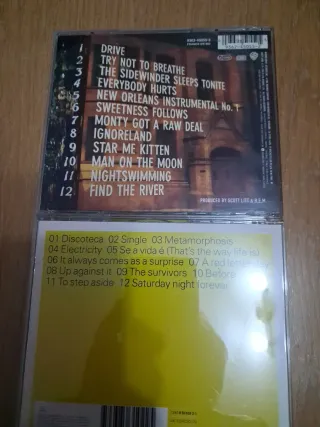 1 DRIVE
2 TRY NOT TO BREATHE
3 THE SIDEWINDER SLEEPS TONITE
4 EVERYBODY HURTS
5 NEW ORLEANS INSTRUMENTAL No. 1
6 SWEETNESS FOLLOWS
7 MONTY GOT A RAW DEAL
8 IGNORELAND
9 STAR ME KITTEN
10 MAN ON THE MOON
11 NIGHTSWIMMING
12 FIND THE RIVER
PRODUCED BY SCOTT LITT & R.E.M.
01 Discoteca 02 Single 03 Metamorphosis
04 Electricity 05 Se a vida é (That's the way life is)
06 It always comes as a surprise 07 A red
08 Up against it 09 The survivors 10 Before
11 To step aside 12 Saturday night forever